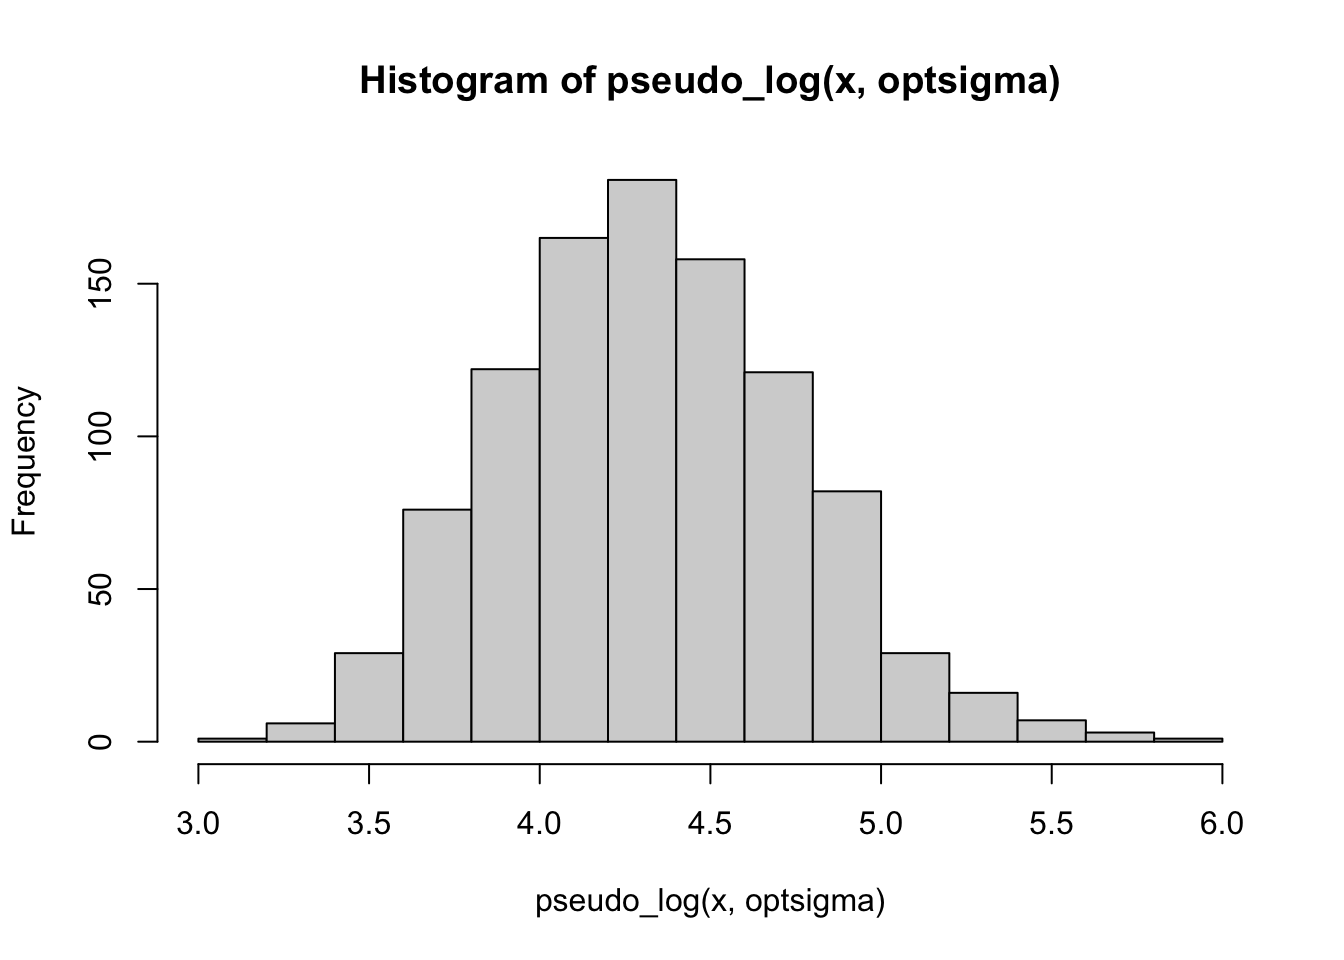 Histogram of pseudo_log(x, optsigma)
Frequency
150
100
50
0
3.0 3.5 4.0 4.5 5.0 5.5 6.0
pseudo_log(x, optsigma)